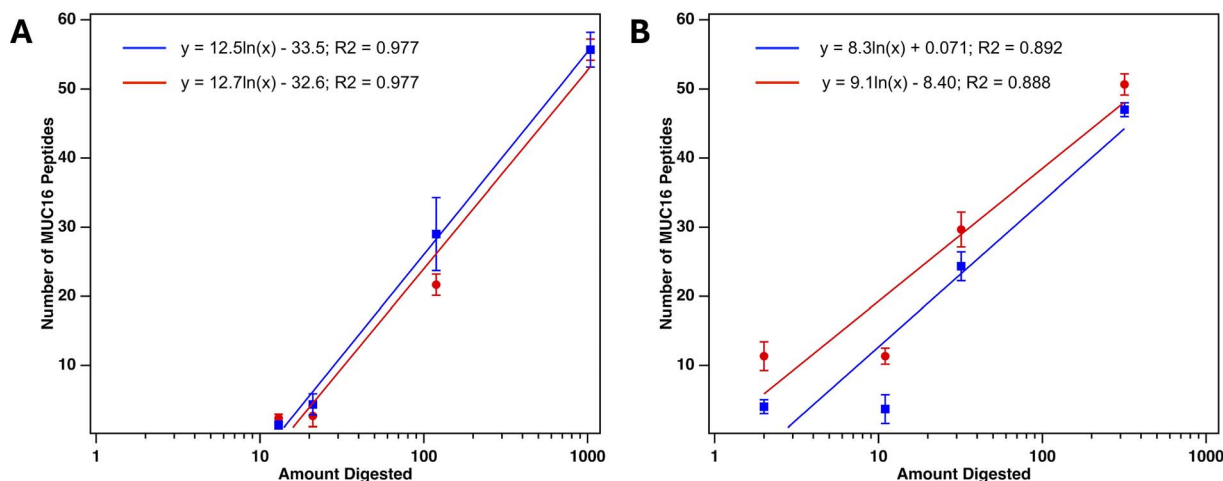 A
60
50
40
30
20
10
Number of MUC16 Peptides
y = 12.5ln(x) - 33.5; R2 = 0.977
y = 12.7ln(x) - 32.6; R2 = 0.977
1
10
100
1000
Amount Digested
B
60
50
40
30
20
10
Number of MUC16 Peptides
y = 8.3ln(x) + 0.071; R2 = 0.892
y = 9.1ln(x) - 8.40; R2 = 0.888
1
10
100
1000
Amount Digested